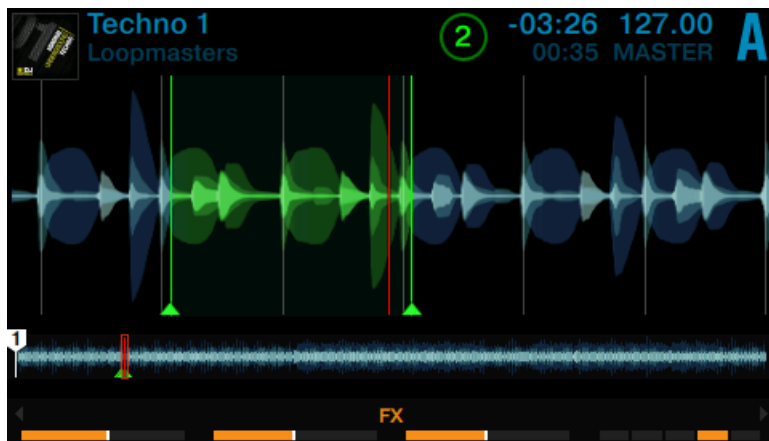 Techno 1
Loopmasters
2
-03:26 127.00
00:35 MASTER
A
1
FX